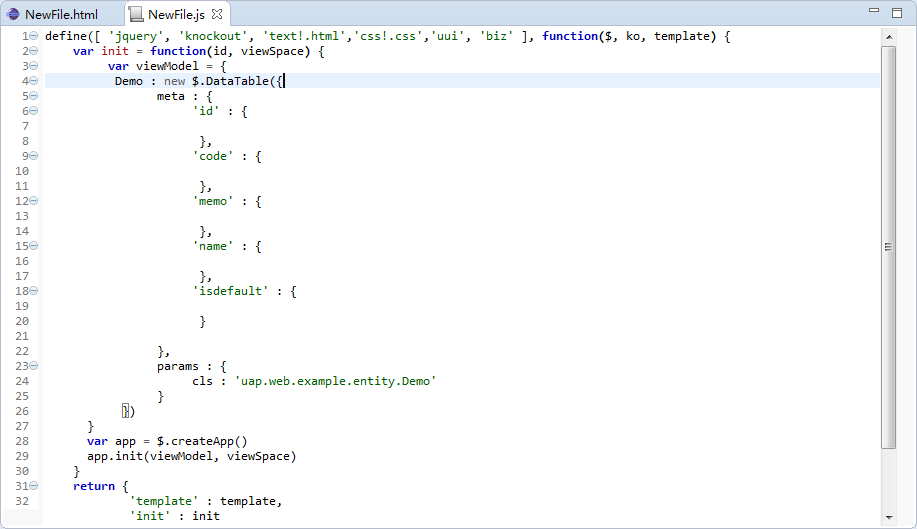 NewFile.html NewFile.js
1 define([ 'jquery', 'knockout', 'text!.html','css!.css','uui', 'biz' ], function($, ko, template) {
2     var init = function(id, viewSpace) {
3          var viewModel = {
4           Demo : new $.DataTable({
5                 meta : {
6                      'id' : {
7
8                       },
9                      'code' : {
10
11                       },
12                      'memo' : {
13
14                       },
15                      'name' : {
16
17                       },
18                      'isdefault' : {
19
20                       }
21
22                 },
23                 params : {
24                      cls : 'uap.web.example.entity.Demo'
25                 }
26            })
27       }
28       var app = $.createApp()
29       app.init(viewModel, viewSpace)
30     }
31     return {
32             'template' : template,
             'init' : init